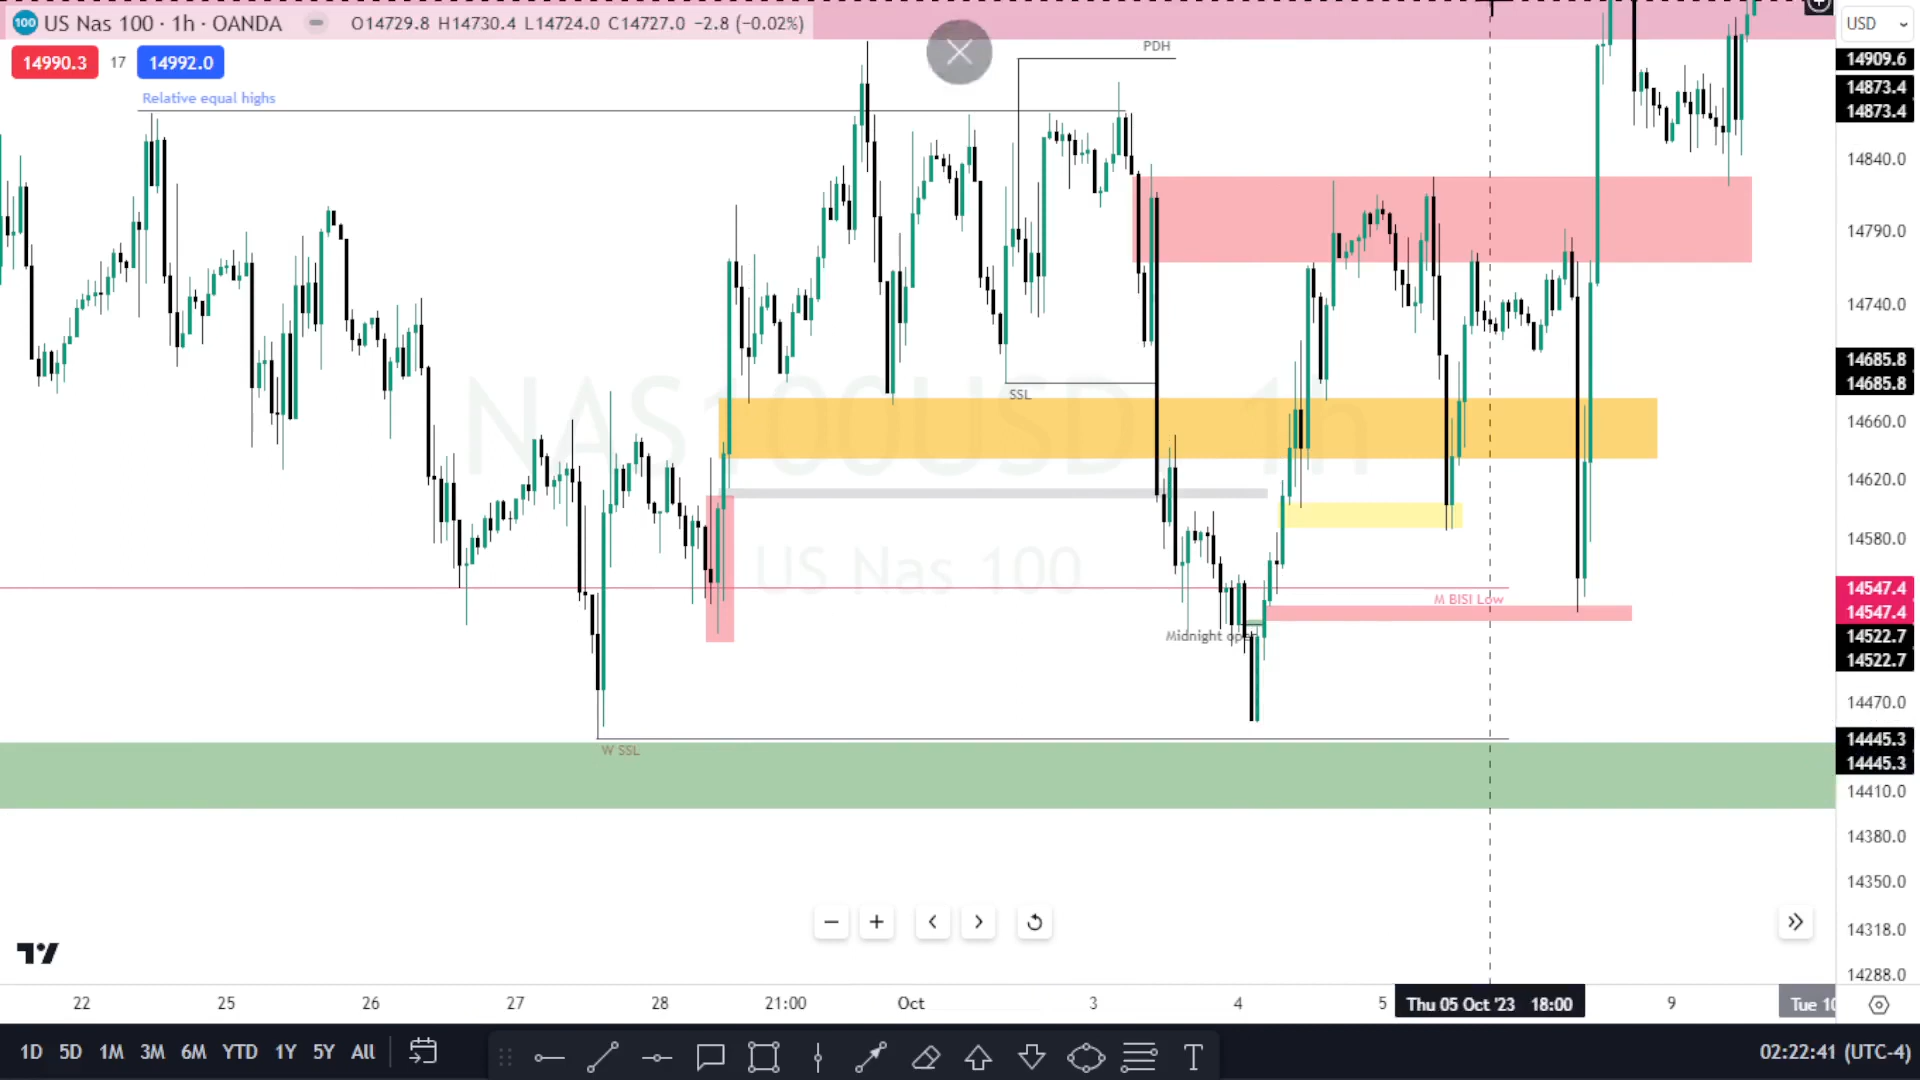 100 US Nas 100 · 1h · OANDA O14729.8 H14730.4 L14724.0 C14727.0 −2.8 (−0.02%)
USD
14990.3 17 14992.0
PDH
Relative equal highs
14909.6
14873.4
14873.4
14840.0
14790.0
14740.0
14685.8
14685.8
SSL
NAS100USD 1h
14660.0
14620.0
US Nas 100
14580.0
14547.4
M BISI Low
14547.4
Midnight open
14522.7
14522.7
14470.0
W SSL
14445.3
14445.3
14410.0
14380.0
14350.0
14318.0
14288.0
22 25 26 27 28 21:00 Oct 3 4 5 Thu 05 Oct '23 18:00 9 Tue 10
1D 5D 1M 3M 6M YTD 1Y 5Y All T 02:22:41 (UTC-4)